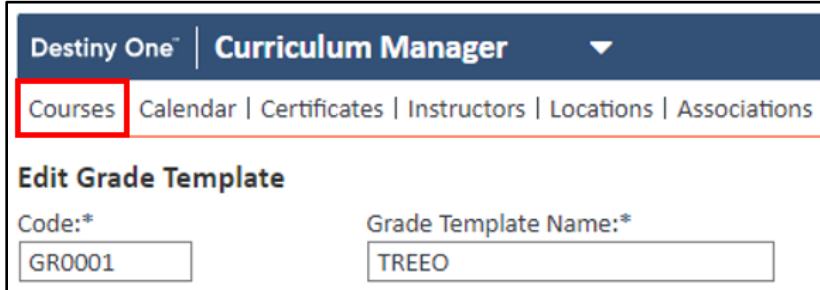 Destiny One™ | Curriculum Manager
Courses | Calendar | Certificates | Instructors | Locations | Associations
Edit Grade Template
Code:* Grade Template Name:*
GR0001 TREEO